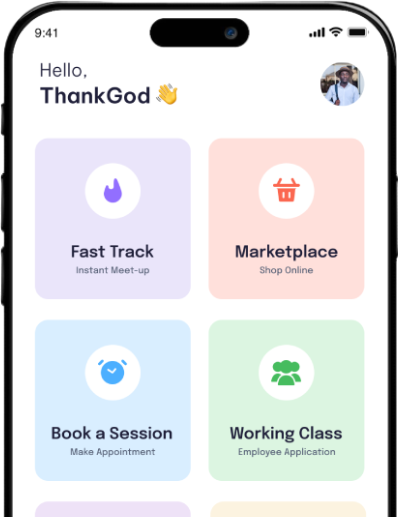 9:41
Hello,
ThankGod 👋
Fast Track
Instant Meet-up
Marketplace
Shop Online
Book a Session
Make Appointment
Working Class
Employee Application